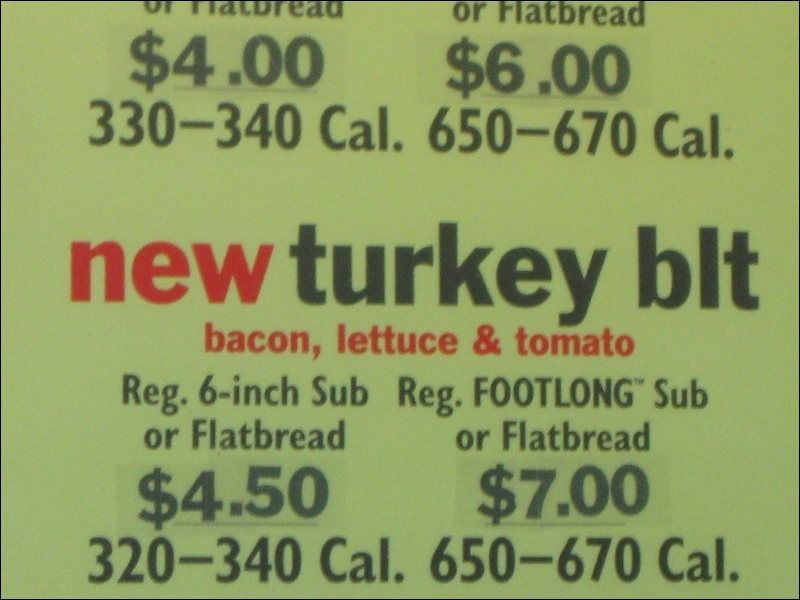 or Flatbread or Flatbread
$4.00 $6.00
330–340 Cal. 650–670 Cal.
new turkey blt
bacon, lettuce & tomato
Reg. 6-inch Sub Reg. FOOTLONG™ Sub
or Flatbread or Flatbread
$4.50 $7.00
320–340 Cal. 650–670 Cal.